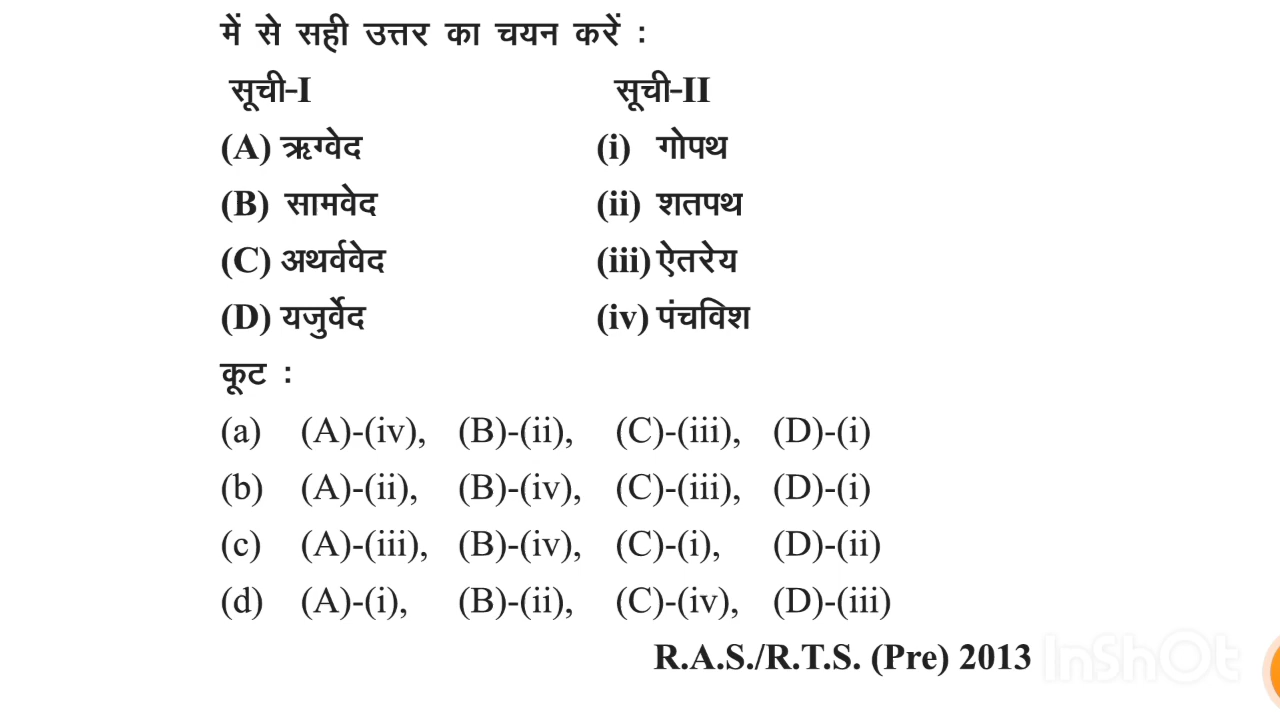 में से सही उत्तर का चयन करें :
सूची-I सूची-II
(A) ऋग्वेद (i) गोपथ
(B) सामवेद (ii) शतपथ
(C) अथर्ववेद (iii) ऐतरेय
(D) यजुर्वेद (iv) पंचविश
कूट :
(a) (A)-(iv), (B)-(ii), (C)-(iii), (D)-(i)
(b) (A)-(ii), (B)-(iv), (C)-(iii), (D)-(i)
(c) (A)-(iii), (B)-(iv), (C)-(i), (D)-(ii)
(d) (A)-(i), (B)-(ii), (C)-(iv), (D)-(iii)
R.A.S./R.T.S. (Pre) 2013
InShOt